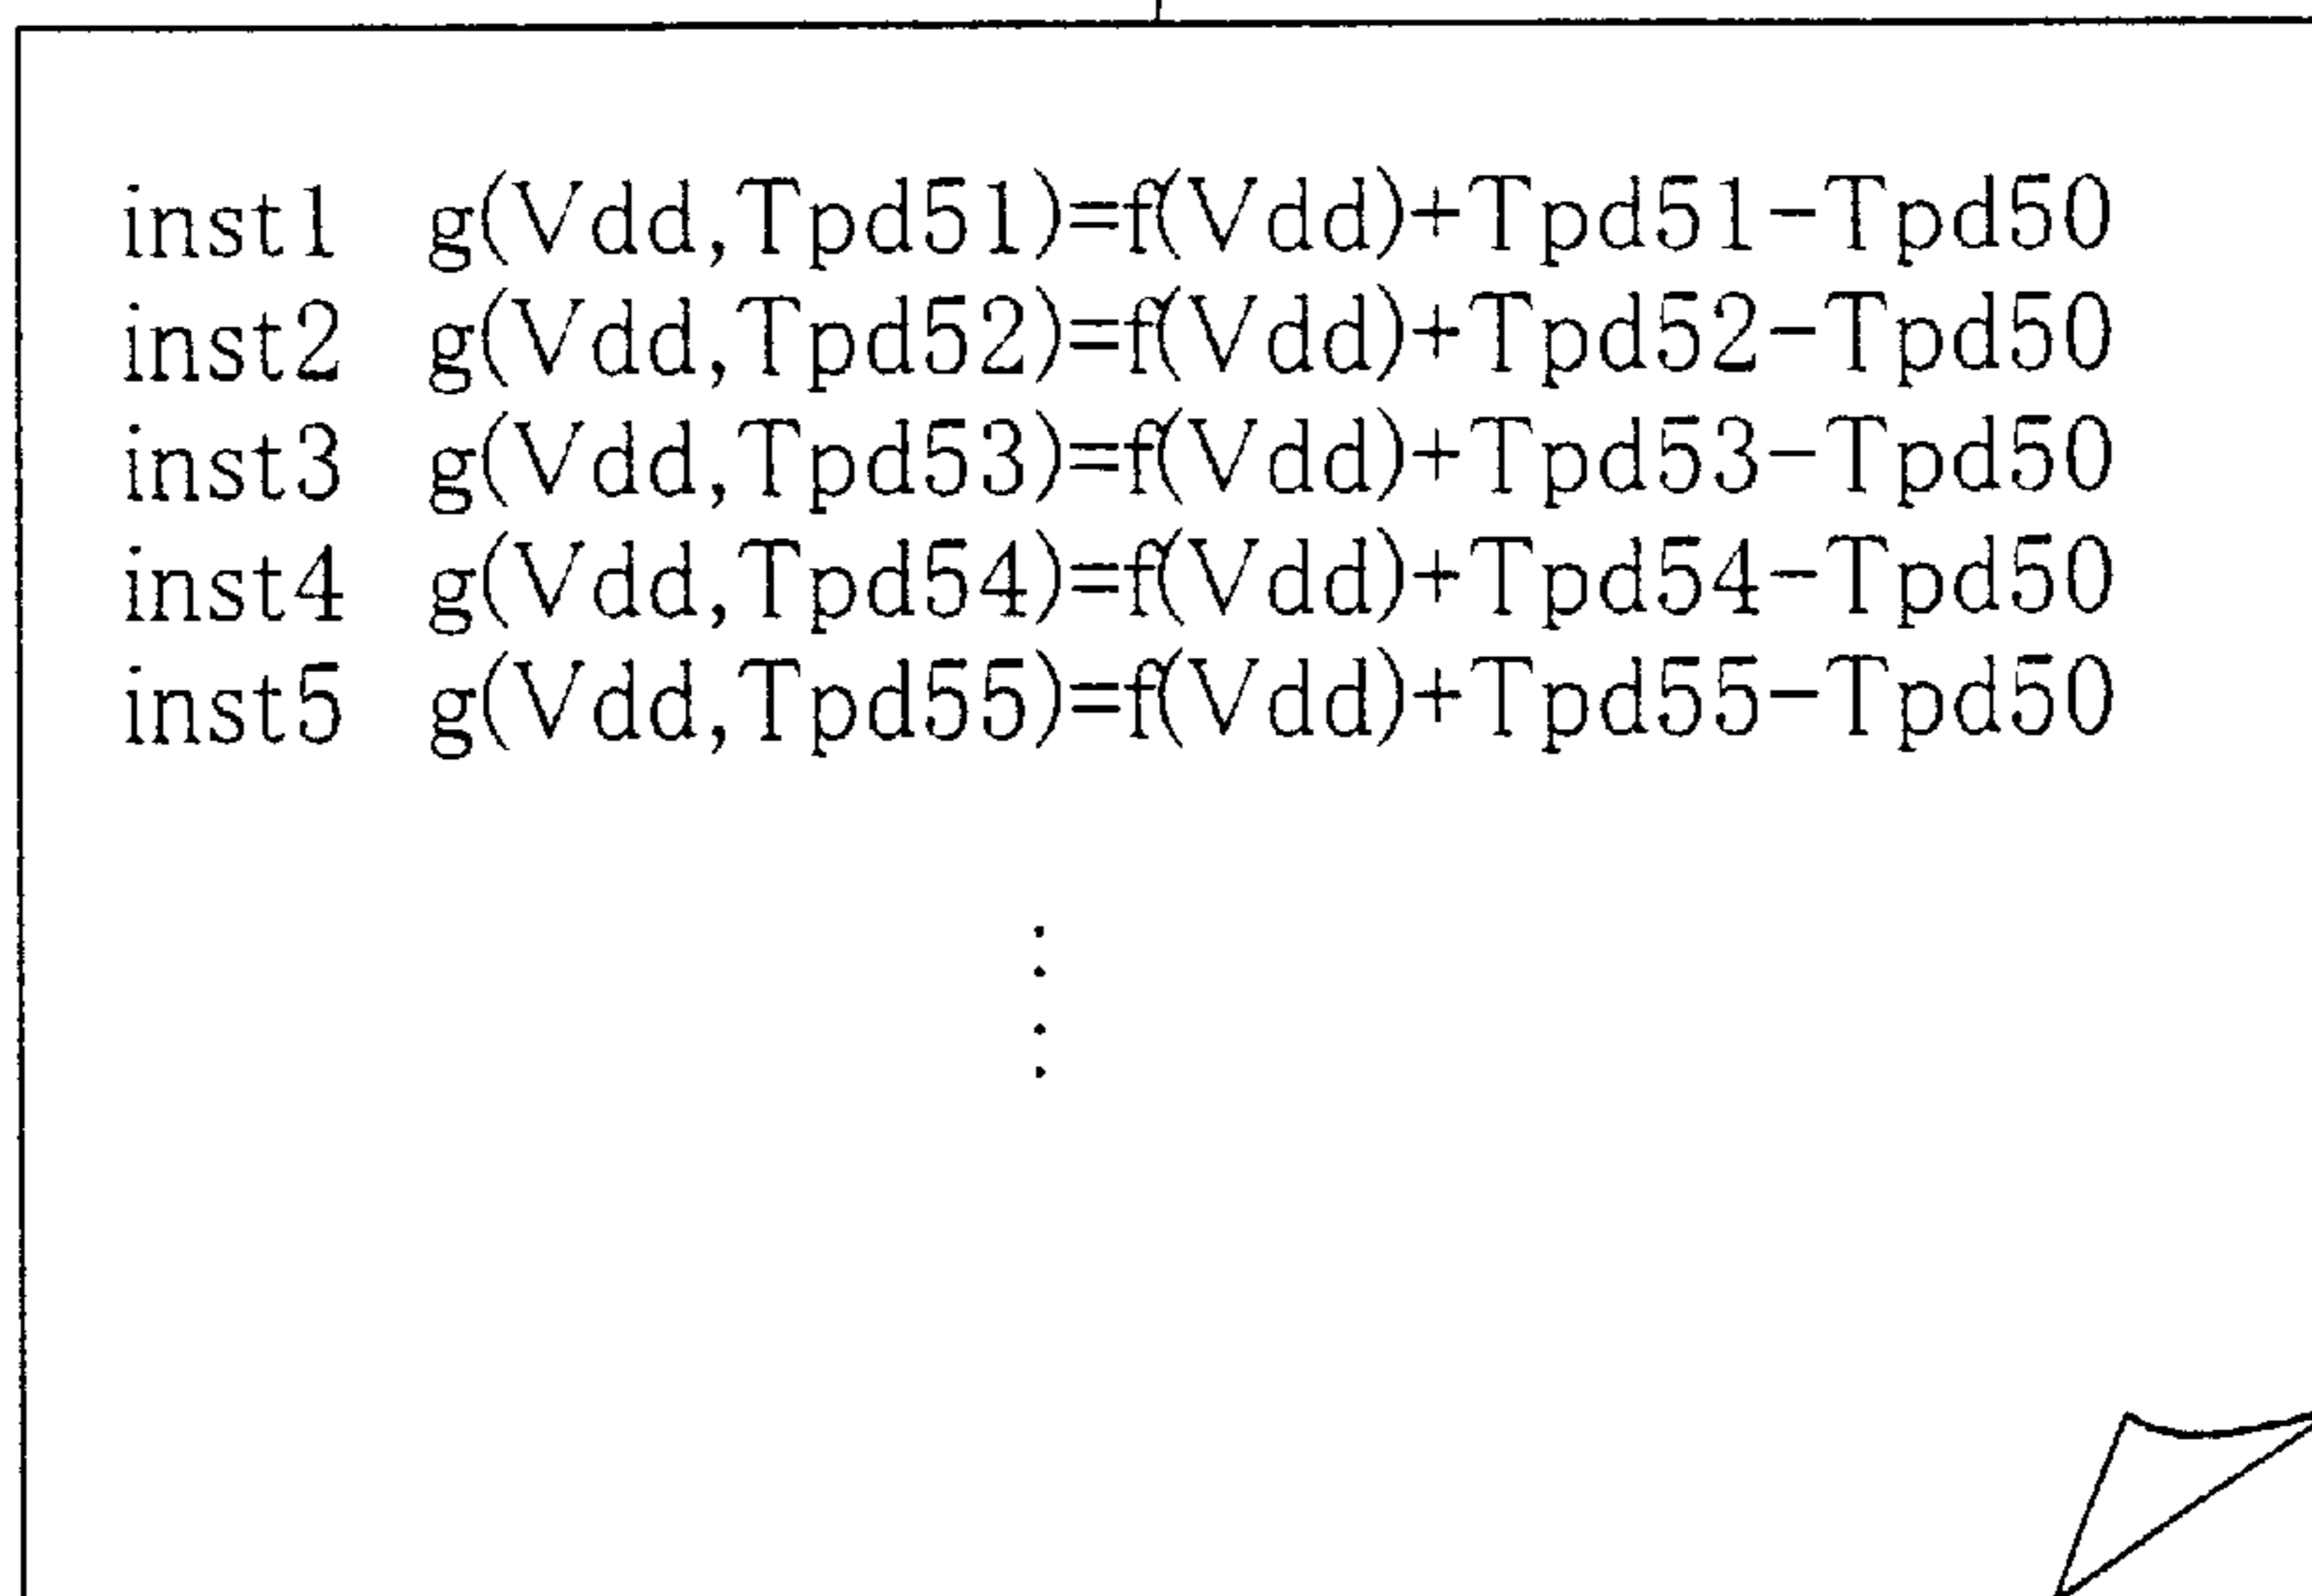 inst1 g(Vdd,Tpd51)=f(Vdd)+Tpd51-Tpd50
inst2 g(Vdd,Tpd52)=f(Vdd)+Tpd52-Tpd50
inst3 g(Vdd,Tpd53)=f(Vdd)+Tpd53-Tpd50
inst4 g(Vdd,Tpd54)=f(Vdd)+Tpd54-Tpd50
inst5 g(Vdd,Tpd55)=f(Vdd)+Tpd55-Tpd50